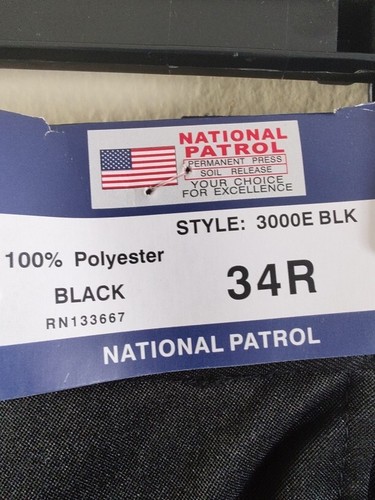 NATIONAL
PATROL
PERMANENT PRESS
SOIL RELEASE
YOUR CHOICE
FOR EXCELLENCE
STYLE: 3000E BLK
100% Polyester
34R
BLACK
RN133667
NATIONAL PATROL